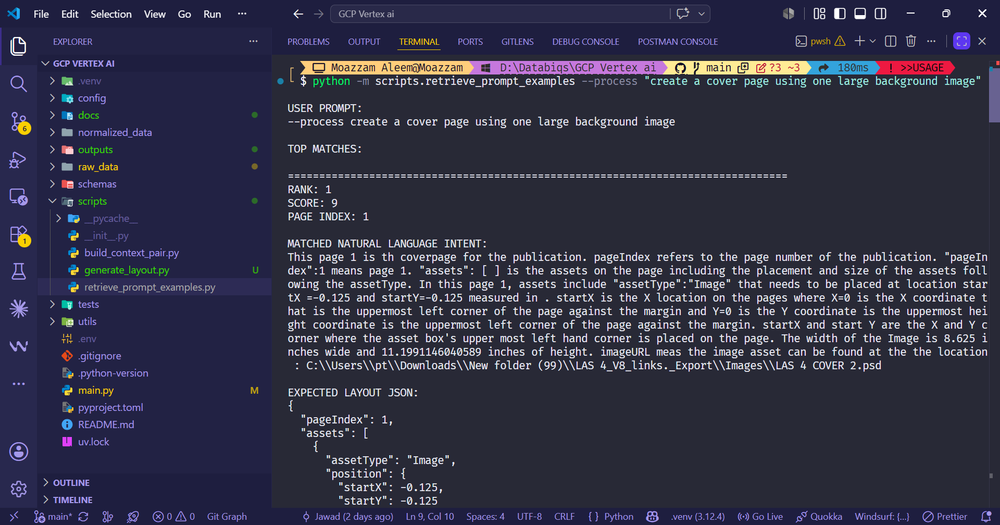 File Edit Selection View Go Run ···
GCP Vertex ai
EXPLORER
GCP VERTEX AI
.venv
config
docs
normalized_data
outputs
raw_data
schemas
scripts
__pycache__
__init__.py
build_context_pair.py
generate_layout.py U
retrieve_prompt_examples.py
tests
utils
.env
.gitignore
.python-version
main.py M
pyproject.toml
README.md
uv.lock
OUTLINE
TIMELINE
6
1
PROBLEMS OUTPUT TERMINAL PORTS GITLENS DEBUG CONSOLE POSTMAN CONSOLE
pwsh
Moazzam Aleem@Moazzam D:\Databiqs\GCP Vertex ai main ?3 ~3 180ms ! >>USAGE
$ python -m scripts.retrieve_prompt_examples --process "create a cover page using one large background image"
USER PROMPT:
--process create a cover page using one large background image
TOP MATCHES:
================================================================================
RANK: 1
SCORE: 9
PAGE INDEX: 1
MATCHED NATURAL LANGUAGE INTENT:
This page 1 is th coverpage for the publication. pageIndex refers to the page number of the publication. "pageIn
dex":1 means page 1. "assets": [ ] is the assets on the page including the placement and size of the assets foll
owing the assetType. In this page 1, assets include "assetType":"Image" that needs to be placed at location star
tX =-0.125 and startY=-0.125 measured in . startX is the X location on the pages where X=0 is the X coordinate t
hat is the uppermost left corner of the page against the margin and Y=0 is the Y coordinate is the uppermost hei
ght coordinate is the uppermost left corner of the page against the margin. startX and start Y are the X and Y c
orner where the asset box's upper most left hand corner is placed on the page. The width of the Image is 8.625 i
nches wide and 11.1991146040589 inches of height. imageURL meas the image asset can be found at the the location
: C:\\Users\\pt\\Downloads\\New folder (99)\\LAS 4_V8_links._Export\\Images\\LAS 4 COVER 2.psd
EXPECTED LAYOUT JSON:
{
"pageIndex": 1,
"assets": [
{
"assetType": "Image",
"position": {
"startX": -0.125,
"startY": -0.125
main* 0 0 Git Graph Jawad (2 days ago) Ln 9, Col 10 Spaces: 4 UTF-8 CRLF { } Python .venv (3.12.4) Go Live Quokka Windsurf: {...} Prettier